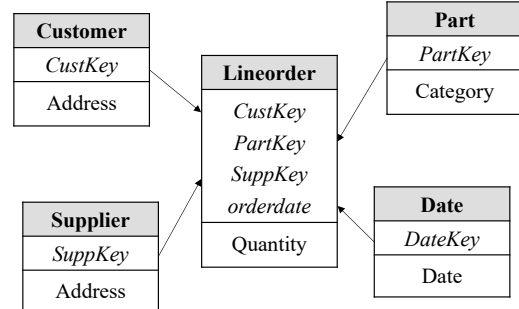 Customer
CustKey
Address
Lineorder
CustKey
PartKey
SuppKey
orderdate
Quantity
Part
PartKey
Category
Supplier
SuppKey
Address
Date
DateKey
Date